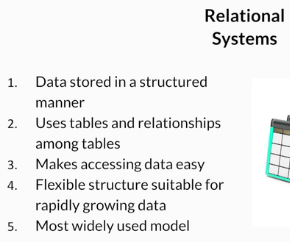 Relational
Systems
1. Data stored in a structured
manner
2. Uses tables and relationships
among tables
3. Makes accessing data easy
4. Flexible structure suitable for
rapidly growing data
5. Most widely used model